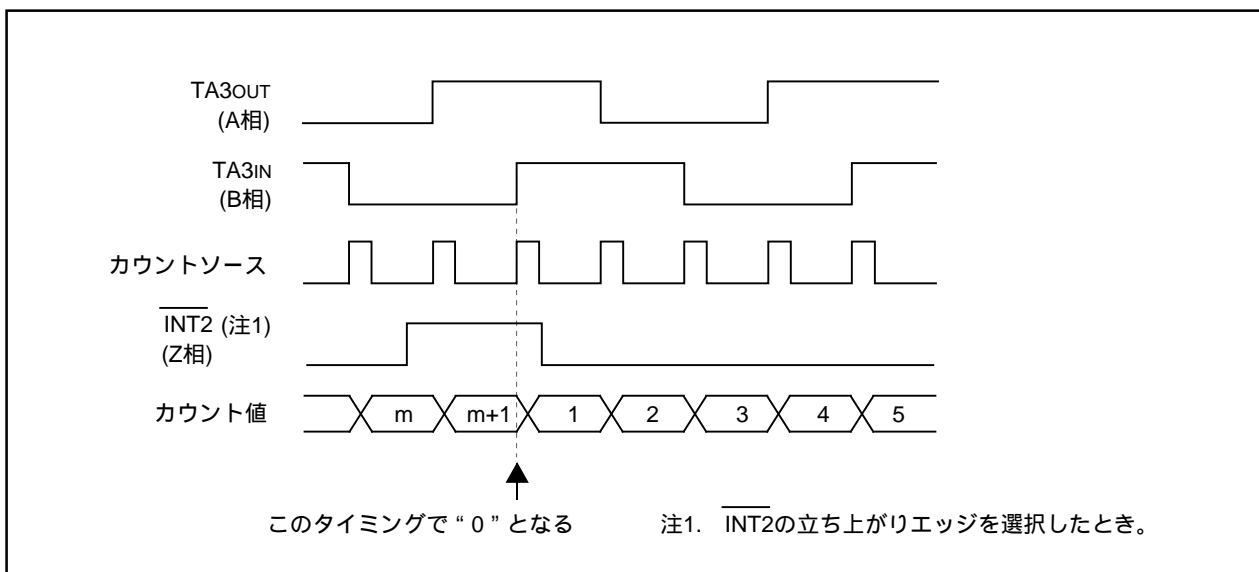 TA3OUT
(A相)
TA3IN
(B相)
カウントソース
INT2 (注1)
(Z相)
カウント値
m
m+1
1
2
3
4
5
このタイミングで “ 0 ” となる
注1. INT2の立ち上がりエッジを選択したとき。